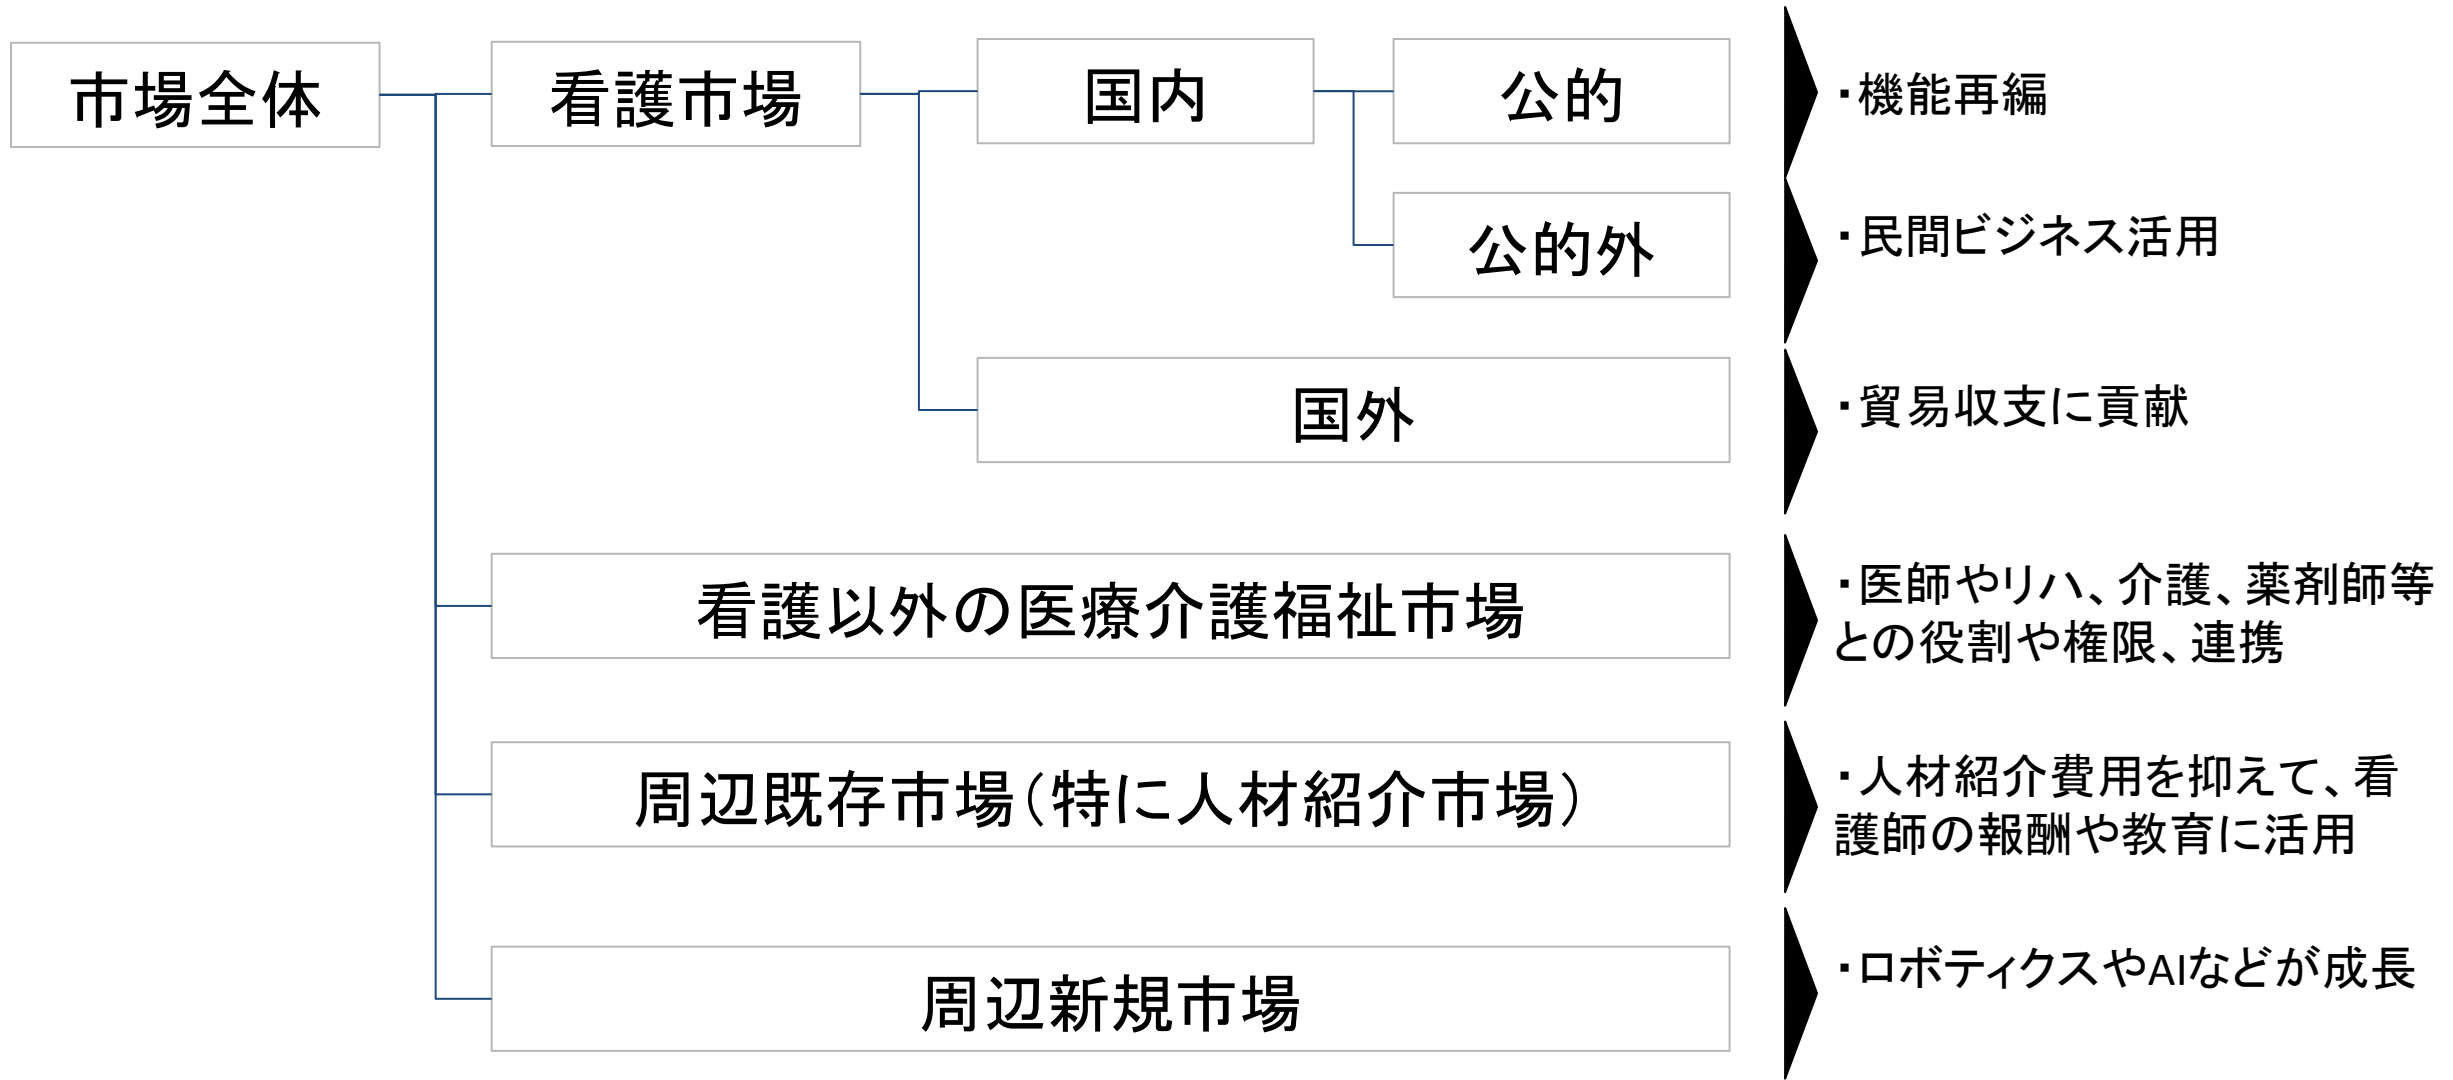 市場全体
看護市場
国内
公的
・機能再編
公的外
・民間ビジネス活用
国外
・貿易収支に貢献
看護以外の医療介護福祉市場
・医師やリハ、介護、薬剤師等
との役割や権限、連携
周辺既存市場（特に人材紹介市場）
・人材紹介費用を抑えて、看
護師の報酬や教育に活用
周辺新規市場
・ロボティクスやAIなどが成長